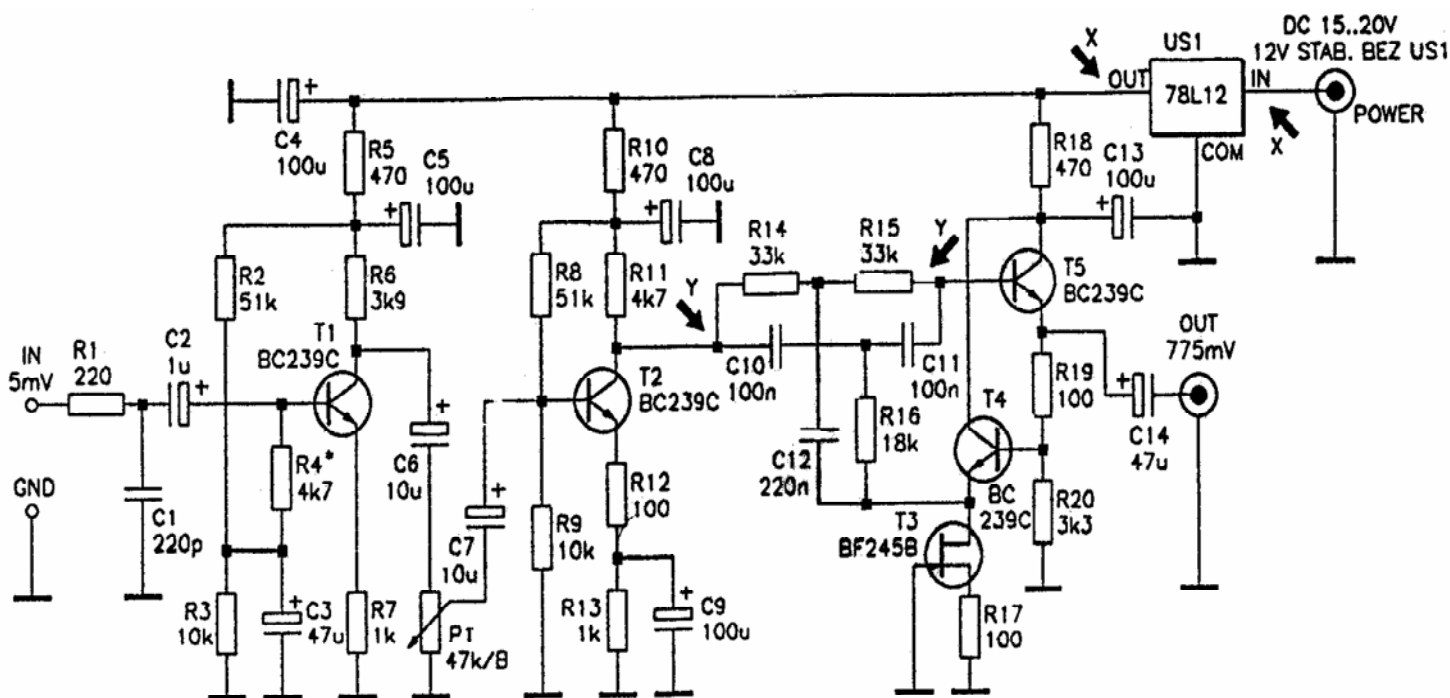 DC 15..20V
12V STAB. BEZ US1
X
US1
OUT
IN
78L12
COM
X
POWER
C4
100u
+
R5
470
C5
100u
+
R10
470
C8
100u
+
R18
470
C13
100u
+
R2
51k
R6
3k9
R8
51k
R11
4k7
R14
33k
R15
33k
Y
Y
T5
BC239C
IN
5mV
R1
220
C2
1u
+
T1
BC239C
T2
BC239C
C10
100n
C11
100n
OUT
775mV
R19
100
+
C14
47u
GND
C1
220p
R4*
4k7
C6
10u
+
C7
10u
+
R12
100
C12
220n
R16
18k
T4
BC
239C
R20
3k3
R9
10k
T3
BF245B
R3
10k
C3
47u
+
R7
1k
PT
47k/B
R13
1k
C9
100u
+
R17
100